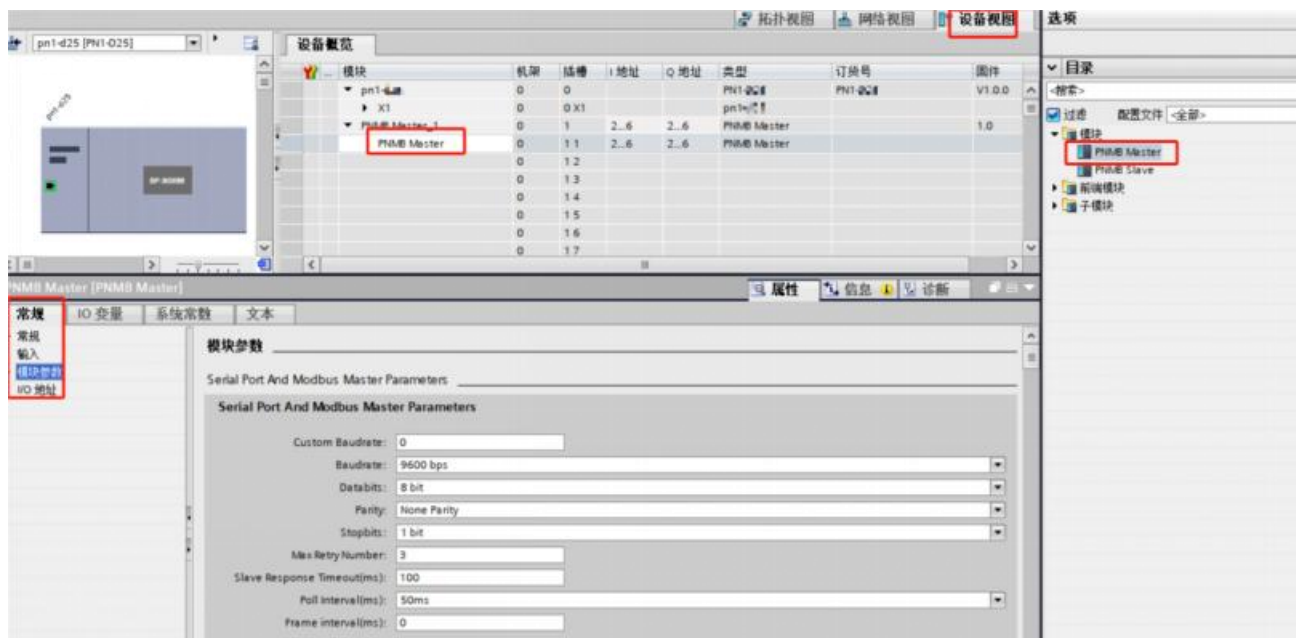 拓扑视图 网络视图 设备视图 选项
pn1-d25 [PN1-D25] 设备概览
模块 机架 插槽 I 地址 Q 地址 类型 订货号 固件
目录
<搜索>
过滤 配置文件 <全部>
模块
PNMB Master
PNMB Slave
前端模块
子模块
0 0 V1.0.0
X1 0 0 X1
PNMB Master_1 0 1 2...6 2...6 PNMB Master 1.0
PNMB Master 0 1 1 2...6 2...6 PNMB Master
0 1 2
0 1 3
0 1 4
0 1 5
0 1 6
0 1 7
pn1-d25
PNMB Master [PNMB Master] 属性 信息 诊断
常规 IO 变量 系统常数 文本
常规
输入
模块参数
I/O 地址
模块参数
Serial Port And Modbus Master Parameters
Serial Port And Modbus Master Parameters
Custom Baudrate: 0
Baudrate: 9600 bps
Databits: 8 bit
Parity: None Parity
Stopbits: 1 bit
Max Retry Number: 3
Slave Response Timeout(ms): 100
Poll Interval(ms): 50ms
Frame interval(ms): 0